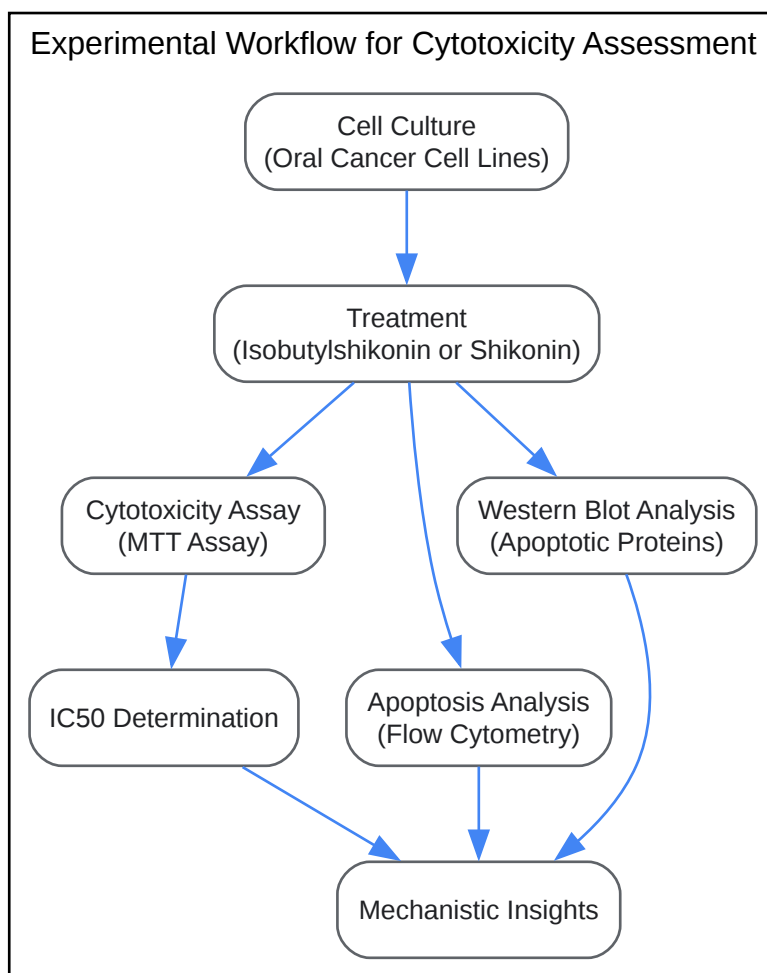 Experimental Workflow for Cytotoxicity Assessment
Cell Culture
(Oral Cancer Cell Lines)
Treatment
(Isobutylshikonin or Shikonin)
Cytotoxicity Assay
(MTT Assay)
Western Blot Analysis
(Apoptotic Proteins)
IC50 Determination
Apoptosis Analysis
(Flow Cytometry)
Mechanistic Insights